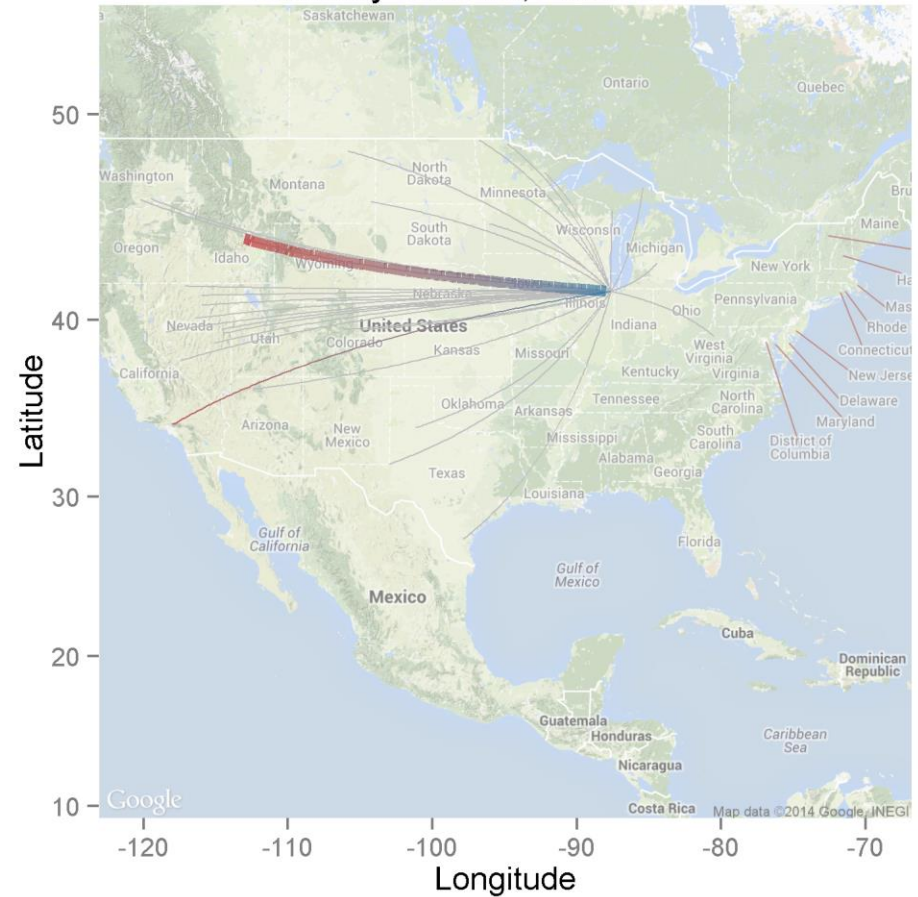 Saskatchewan
Ontario
Quebec
50
Washington
Montana
North
Dakota
Minnesota
Maine
Oregon
Idaho
Wyoming
South
Dakota
Wisconsin
Michigan
New York
Nebraska
Illinois
Pennsylvania
Mas
40
Nevada
Utah
United States
Colorado
Kansas
Missouri
Indiana
Ohio
West
Virginia
Rhode
Connecticut
California
Kentucky
Virginia
New Jerse
Oklahoma
Arkansas
Tennessee
North
Carolina
Delaware
Maryland
Arizona
New
Mexico
Mississippi
South
Carolina
District of
Columbia
Texas
Alabama
Georgia
Louisiana
30
Gulf of
California
Florida
Gulf of
Mexico
Mexico
Cuba
20
Dominican
Republic
Guatemala
Honduras
Caribbean
Sea
Nicaragua
10
Google
Costa Rica
Map data ©2014 Google, INEGI
-120
-110
-100
-90
-80
-70
Longitude
Latitude